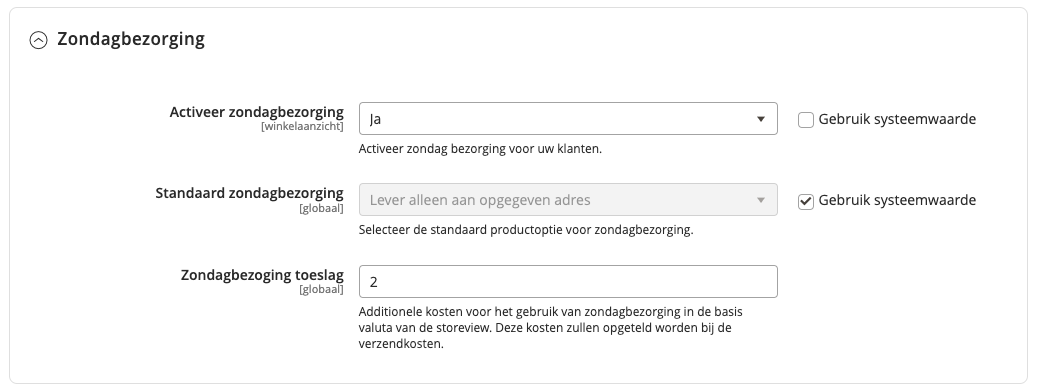 Zondagbezorging
Activeer zondagbezorging
[winkelaanzicht]
Ja
Gebruik systeemwaarde
Activeer zondag bezorging voor uw klanten.
Standaard zondagbezorging
[globaal]
Lever alleen aan opgegeven adres
Gebruik systeemwaarde
Selecteer de standaard productoptie voor zondagbezorging.
Zondagbezoging toeslag
[globaal]
2
Additionele kosten voor het gebruik van zondagbezorging in de basis
valuta van de storeview. Deze kosten zullen opgeteld worden bij de
verzendkosten.